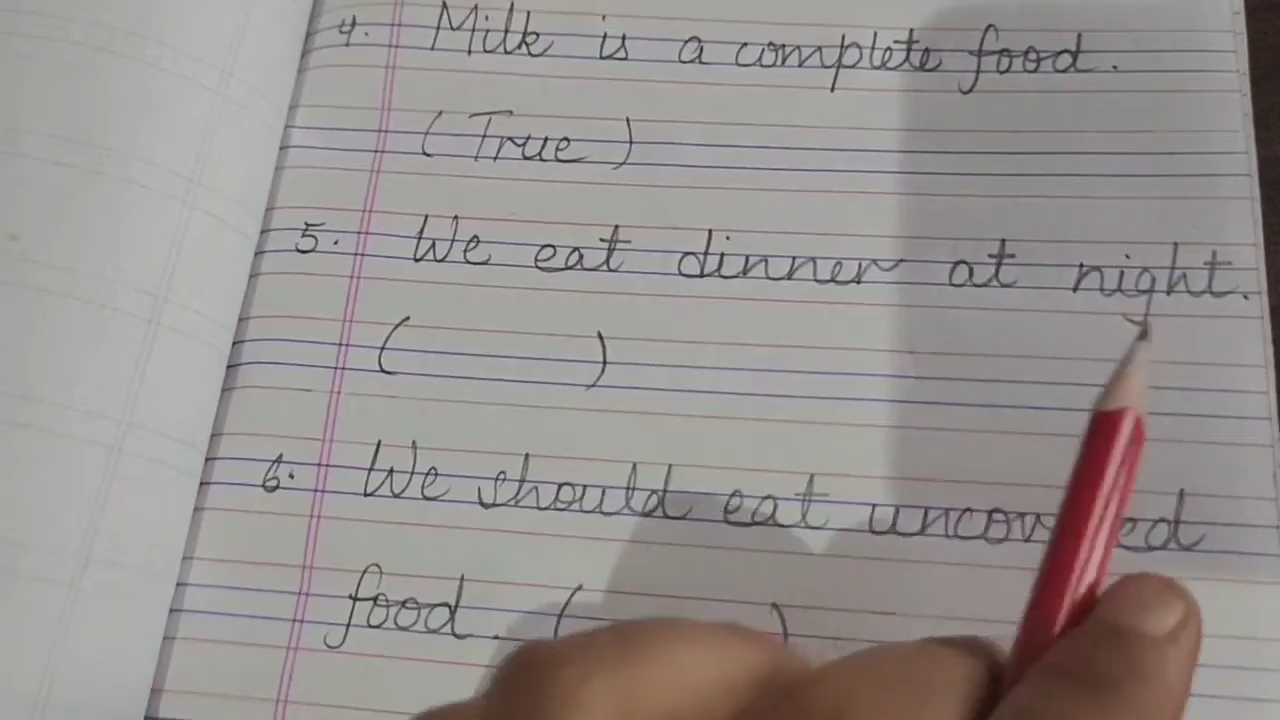 4. Milk is a complete food.
(True)
5. We eat dinner at night.
( )
6. We should eat
food. ( )